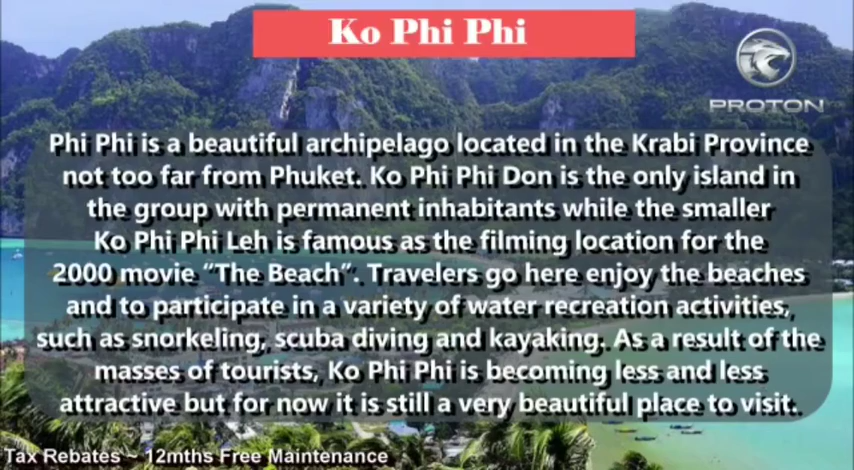 Ko Phi Phi
PROTON
Phi Phi is a beautiful archipelago located in the Krabi Province
not too far from Phuket. Ko Phi Phi Don is the only island in
the group with permanent inhabitants while the smaller
Ko Phi Phi Leh is famous as the filming location for the
2000 movie “The Beach”. Travelers go here enjoy the beaches
and to participate in a variety of water recreation activities,
such as snorkeling, scuba diving and kayaking. As a result of the
masses of tourists, Ko Phi Phi is becoming less and less
attractive but for now it is still a very beautiful place to visit.
Tax Rebates ~ 12mths Free Maintenance